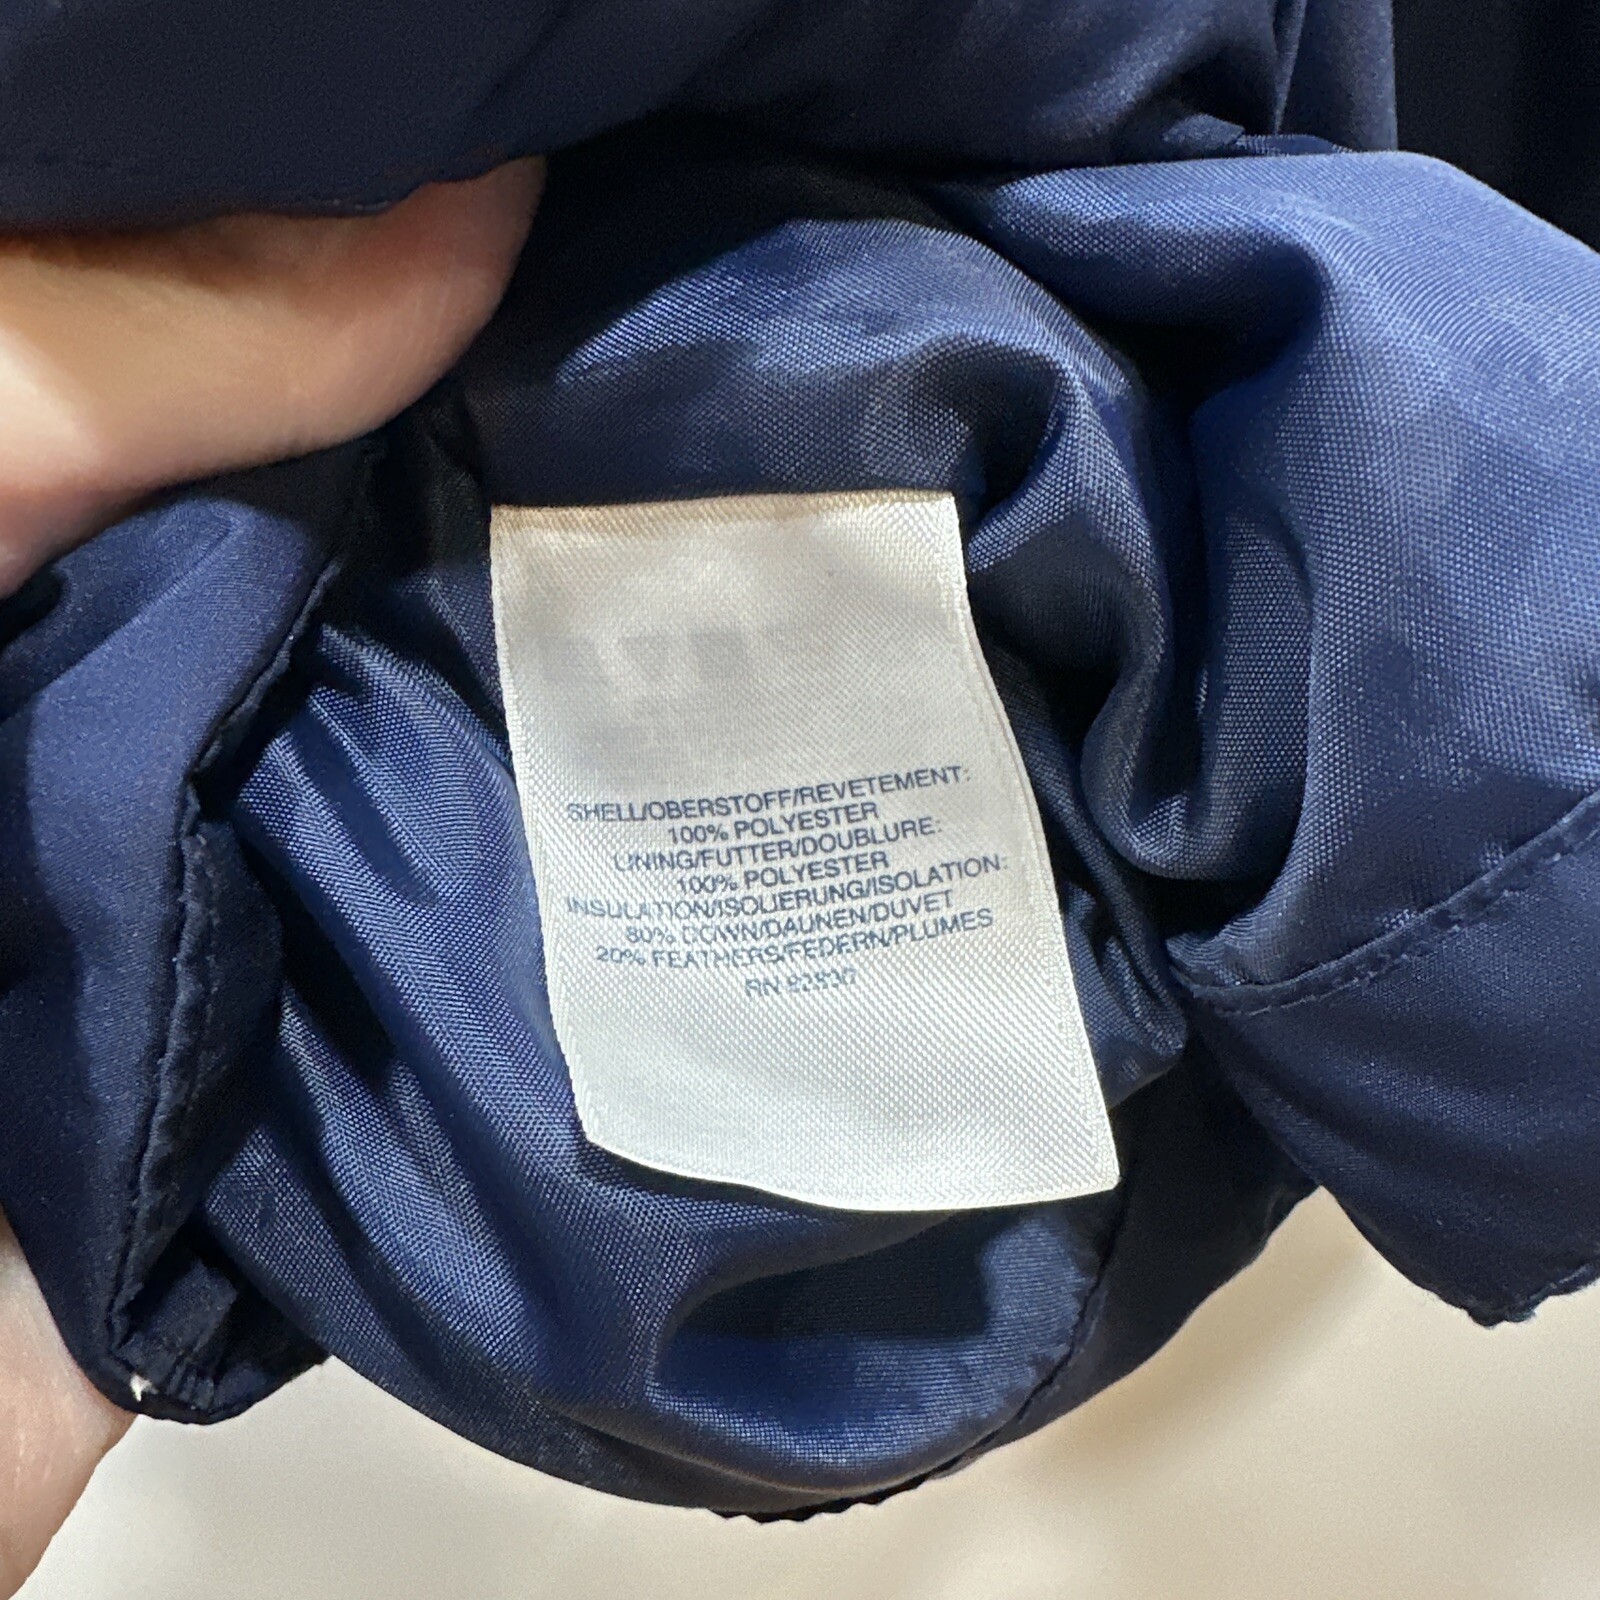 SHELL/OBERSTOFF/REVETEMENT:
100% POLYESTER
LINING/FUTTER/DOUBLURE:
100% POLYESTER
INSULATION/ISOLIERUNG/ISOLATION:
80% DOWN/DAUNEN/DUVET
20% FEATHERS/FEDERN/PLUMES
RN